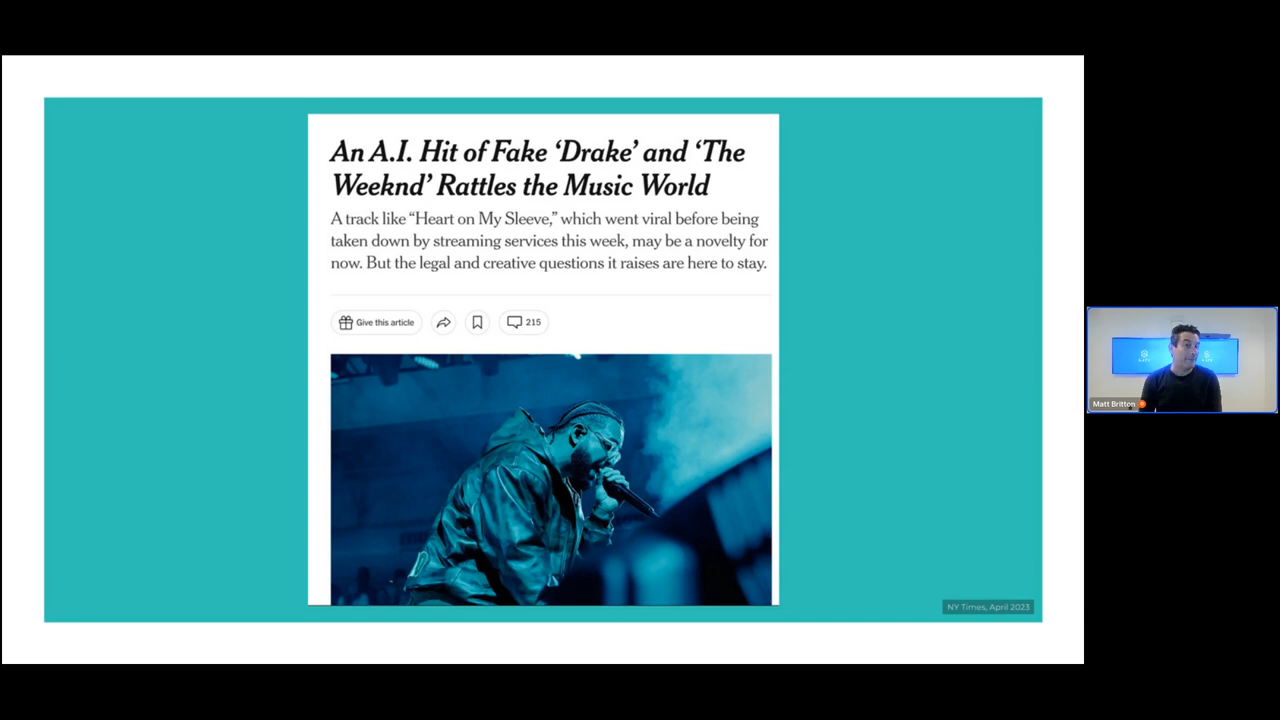 An A.I. Hit of Fake ‘Drake’ and ‘The
Weeknd’ Rattles the Music World
A track like “Heart on My Sleeve,” which went viral before being
taken down by streaming services this week, may be a novelty for
now. But the legal and creative questions it raises are here to stay.
Give this article
215
NY Times, April 2023
Matt Britton